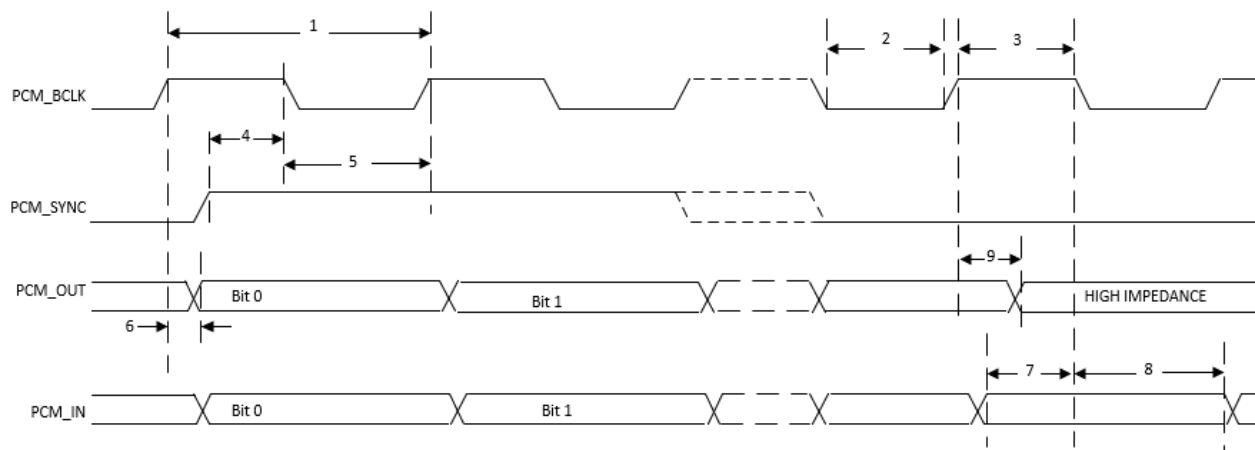 1
2
3
PCM_BCLK
4
5
PCM_SYNC
9
PCM_OUT
Bit 0
Bit 1
HIGH IMPEDANCE
6
7
8
PCM_IN
Bit 0
Bit 1